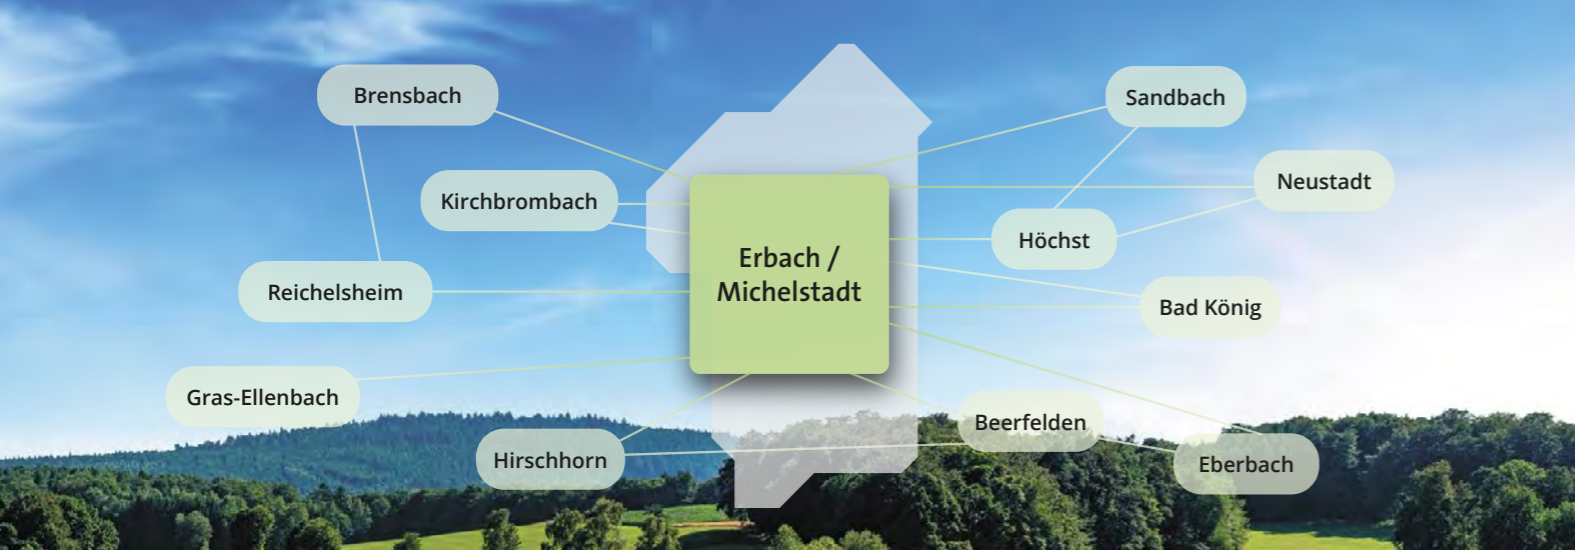 Brensbach
Sandbach
Neustadt
Kirchbrombach
Höchst
Erbach /
Michelstadt
Reichelsheim
Bad König
Gras-Ellenbach
Beerfelden
Hirschhorn
Eberbach